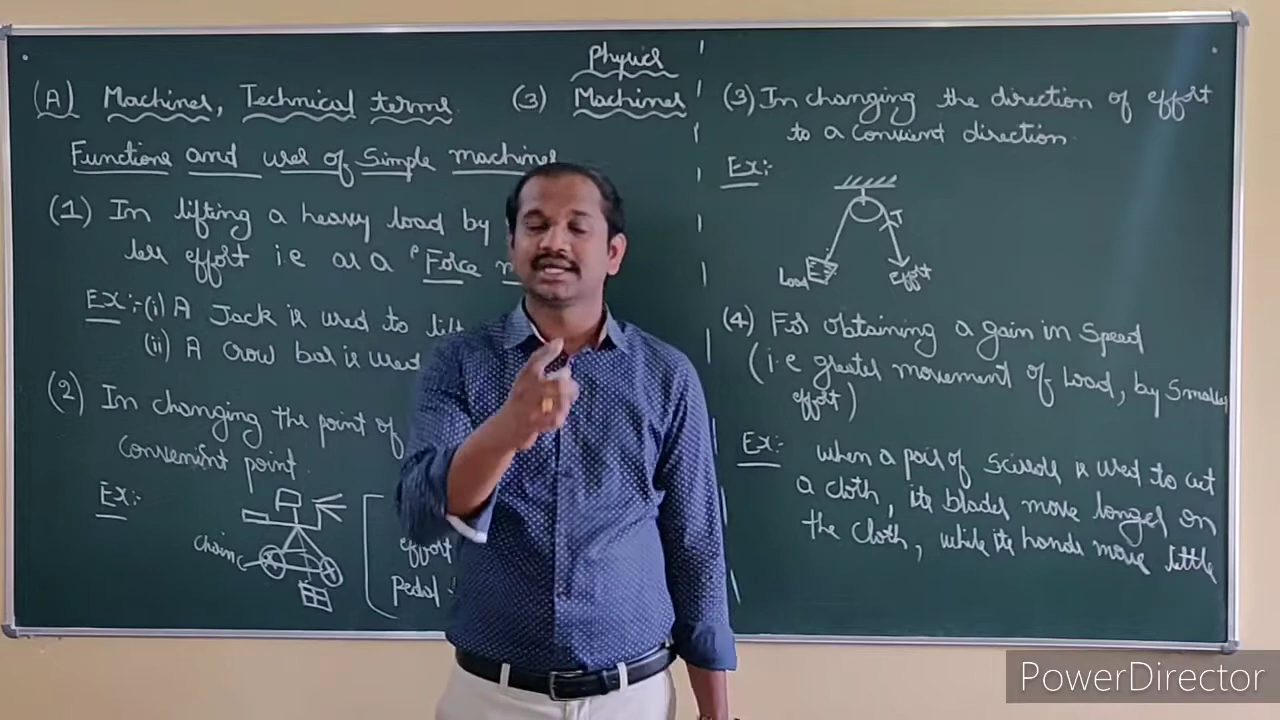 Physics
(A) Machines, Technical terms (3) Machines
Functions and uses of Simple machines
(1) In lifting a heavy load by
less effort i.e as a "Force
Ex:- (i) A Jack is used to lift
(ii) A Crow bar is used
(2) In changing the point of
convenient point.
Ex:-
chain
effort
pedal
(3) In changing the direction of effort
to a convient direction.
Ex:-
T
Load
Effort
(4) For obtaining a gain in Speed
(i.e greater movement of Load, by Smaller
effort)
Ex:- when a pair of scissors is used to cut
a cloth, its blades move longer on
the cloth, while its hands move little
PowerDirector